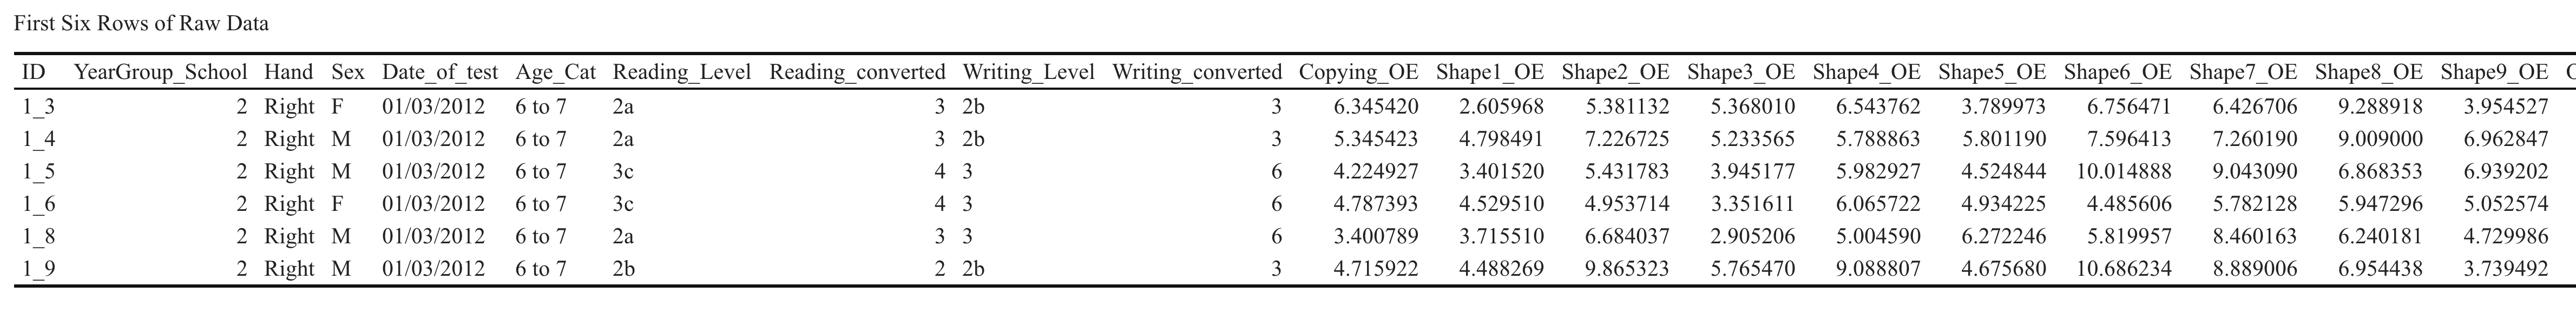 First Six Rows of Raw Data
ID YearGroup_School Hand Sex Date_of_test Age_Cat Reading_Level Reading_converted Writing_Level Writing_converted Copying_OE Shape1_OE Shape2_OE Shape3_OE Shape4_OE Shape5_OE Shape6_OE Shape7_OE Shape8_OE Shape9_OE
1_3 2 Right F 01/03/2012 6 to 7 2a 3 2b 3 6.345420 2.605968 5.381132 5.368010 6.543762 3.789973 6.756471 6.426706 9.288918 3.954527
1_4 2 Right M 01/03/2012 6 to 7 2a 3 2b 3 5.345423 4.798491 7.226725 5.233565 5.788863 5.801190 7.596413 7.260190 9.009000 6.962847
1_5 2 Right M 01/03/2012 6 to 7 3c 4 3 6 4.224927 3.401520 5.431783 3.945177 5.982927 4.524844 10.014888 9.043090 6.868353 6.939202
1_6 2 Right F 01/03/2012 6 to 7 3c 4 3 6 4.787393 4.529510 4.953714 3.351611 6.065722 4.934225 4.485606 5.782128 5.947296 5.052574
1_8 2 Right M 01/03/2012 6 to 7 2a 3 3 6 3.400789 3.715510 6.684037 2.905206 5.004590 6.272246 5.819957 8.460163 6.240181 4.729986
1_9 2 Right M 01/03/2012 6 to 7 2b 2 2b 3 4.715922 4.488269 9.865323 5.765470 9.088807 4.675680 10.686234 8.889006 6.954438 3.739492